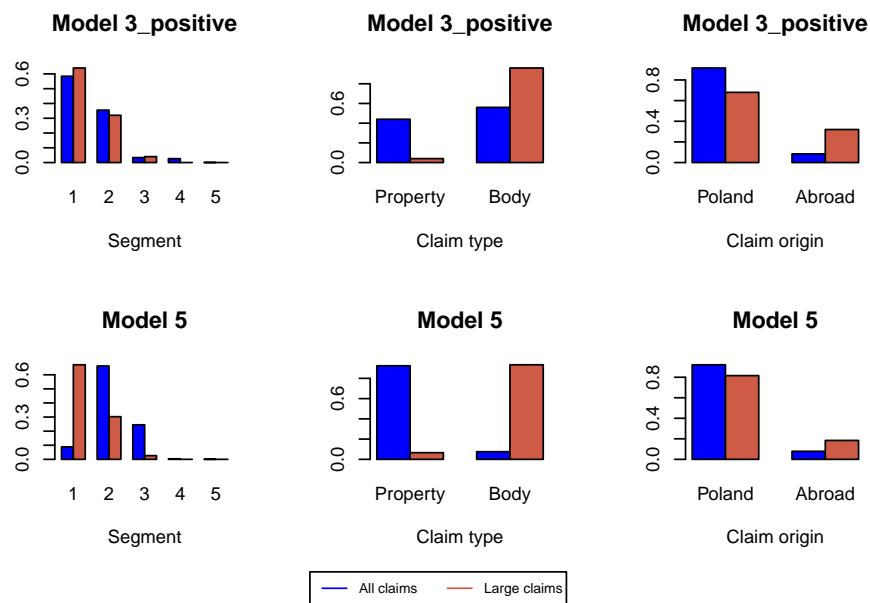 Model 3_positive
0.0 0.3 0.6
1 2 3 4 5
Segment
Model 3_positive
0.0 0.6
Property Body
Claim type
Model 3_positive
0.0 0.4 0.8
Poland Abroad
Claim origin
Model 5
0.0 0.3 0.6
1 2 3 4 5
Segment
Model 5
0.0 0.6
Property Body
Claim type
Model 5
0.0 0.4 0.8
Poland Abroad
Claim origin
All claims Large claims